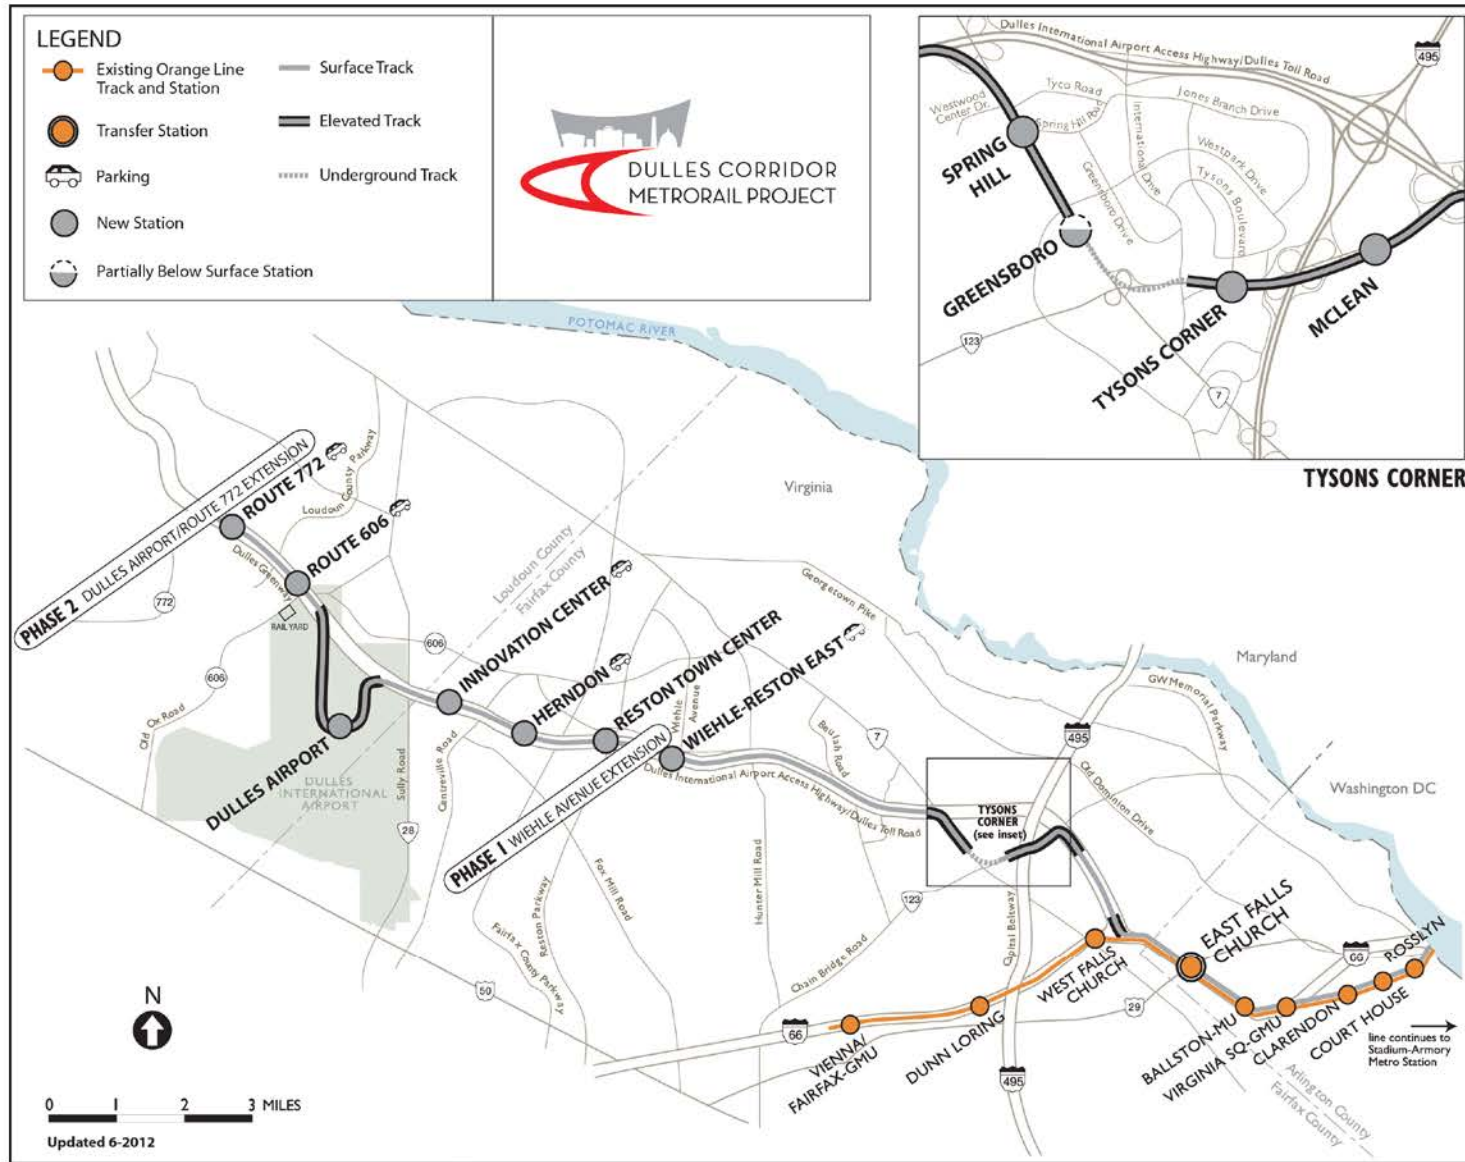 LEGEND
Existing Orange Line
Track and Station
Transfer Station
Parking
New Station
Partially Below Surface Station
Surface Track
Elevated Track
Underground Track
DULLES CORRIDOR
METRORAIL PROJECT
Dulles International Airport Access Highway/Dulles Toll Road
495
Westwood
Center Dr.
Tyco Road
Spring Hill Road
International Drive
Jones Branch Drive
Westpark Drive
Tysons Boulevard
Greensboro Drive
SPRING
HILL
GREENSBORO
TYSONS CORNER
MCLEAN
123
7
TYSONS CORNER
POTOMAC RIVER
Virginia
Maryland
Washington DC
PHASE 2 DULLES AIRPORT/ROUTE 772 EXTENSION
ROUTE 772
Loudoun County Parkway
ROUTE 606
Dulles Greenway
772
RAIL YARD
606
606
Old Ox Road
Loudoun County
Fairfax County
INNOVATION CENTER
HERNDON
RESTON TOWN CENTER
Wiehle
Avenue
WIEHLE-RESTON EAST
DULLES AIRPORT
DULLES
INTERNATIONAL
AIRPORT
Sully Road
28
Centreville Road
PHASE 1 WIEHLE AVENUE EXTENSION
Dulles International Airport Access Highway/Dulles Toll Road
Georgetown Pike
Beulah Road
7
495
GW Memorial Parkway
Old Dominion Drive
TYSONS
CORNER
(see inset)
Fox Mill Road
Reston Parkway
Fairfax County Parkway
Hunter Mill Road
123
Chain Bridge Road
Capital Beltway
50
66
VIENNA/
FAIRFAX-GMU
DUNN LORING
WEST FALLS
CHURCH
29
EAST FALLS
CHURCH
66
BALLSTON-MU
VIRGINIA SQ-GMU
CLARENDON
COURT HOUSE
ROSSLYN
line continues to
Stadium-Armory
Metro Station
495
Arlington County
Fairfax County
N
0 1 2 3 MILES
Updated 6-2012